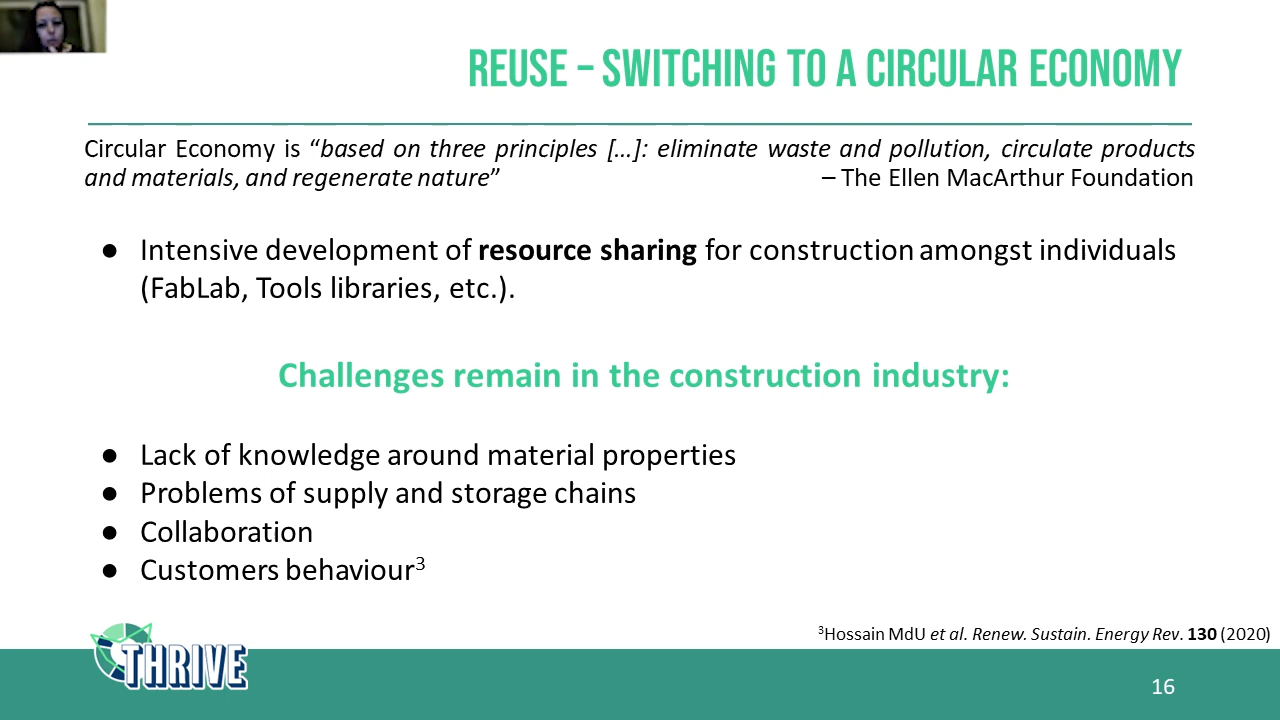 REUSE – SWITCHING TO A CIRCULAR ECONOMY
Circular Economy is “based on three principles […]: eliminate waste and pollution, circulate products
and materials, and regenerate nature” – The Ellen MacArthur Foundation
● Intensive development of resource sharing for construction amongst individuals
(FabLab, Tools libraries, etc.).
Challenges remain in the construction industry:
● Lack of knowledge around material properties
● Problems of supply and storage chains
● Collaboration
● Customers behaviour³
³Hossain MdU et al. Renew. Sustain. Energy Rev. 130 (2020)
THRIVE
16